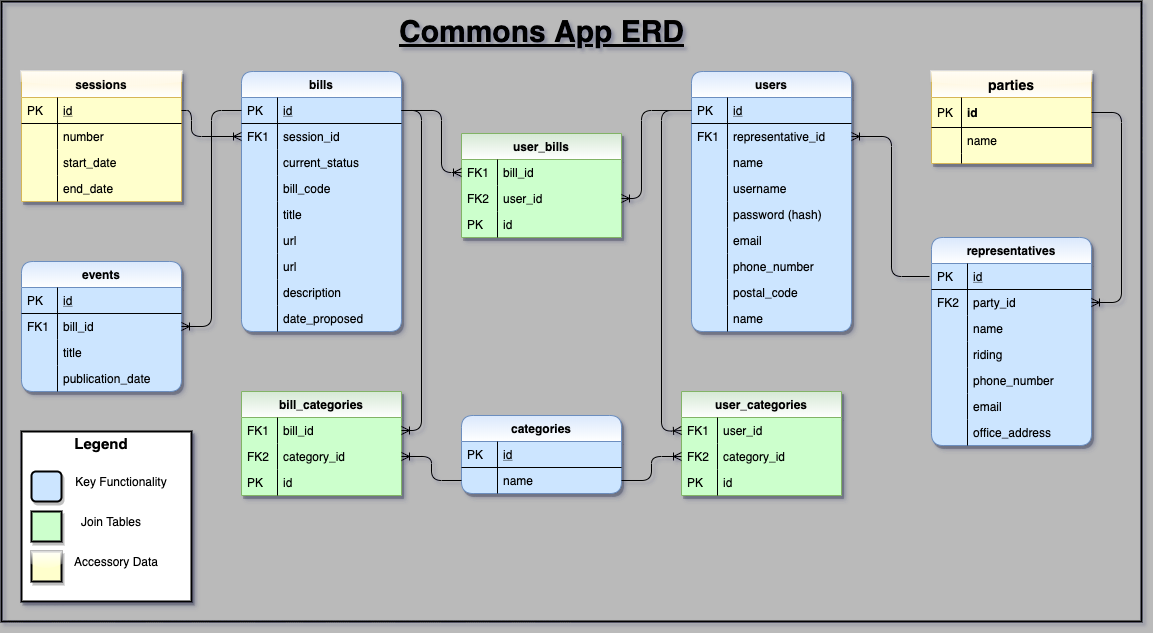 Commons App ERD
sessions
PK id
number
start_date
end_date
bills
PK id
FK1 session_id
current_status
bill_code
title
url
url
description
date_proposed
user_bills
FK1 bill_id
FK2 user_id
PK id
users
PK id
FK1 representative_id
name
username
password (hash)
email
phone_number
postal_code
name
parties
PK id
name
events
PK id
FK1 bill_id
title
publication_date
representatives
PK id
FK2 party_id
name
riding
phone_number
email
office_address
bill_categories
FK1 bill_id
FK2 category_id
PK id
categories
PK id
name
user_categories
FK1 user_id
FK2 category_id
PK id
Legend
Key Functionality
Join Tables
Accessory Data